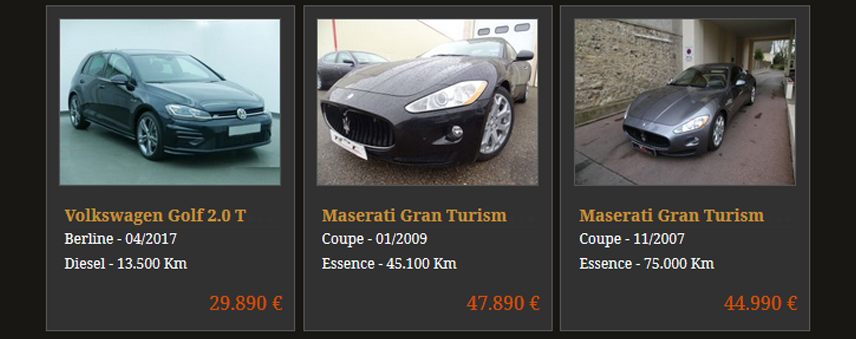 Volkswagen Golf 2.0 T
Berline - 04/2017
Diesel - 13.500 Km
29.890 €
Maserati Gran Turism
Coupe - 01/2009
Essence - 45.100 Km
47.890 €
Maserati Gran Turism
Coupe - 11/2007
Essence - 75.000 Km
44.990 €